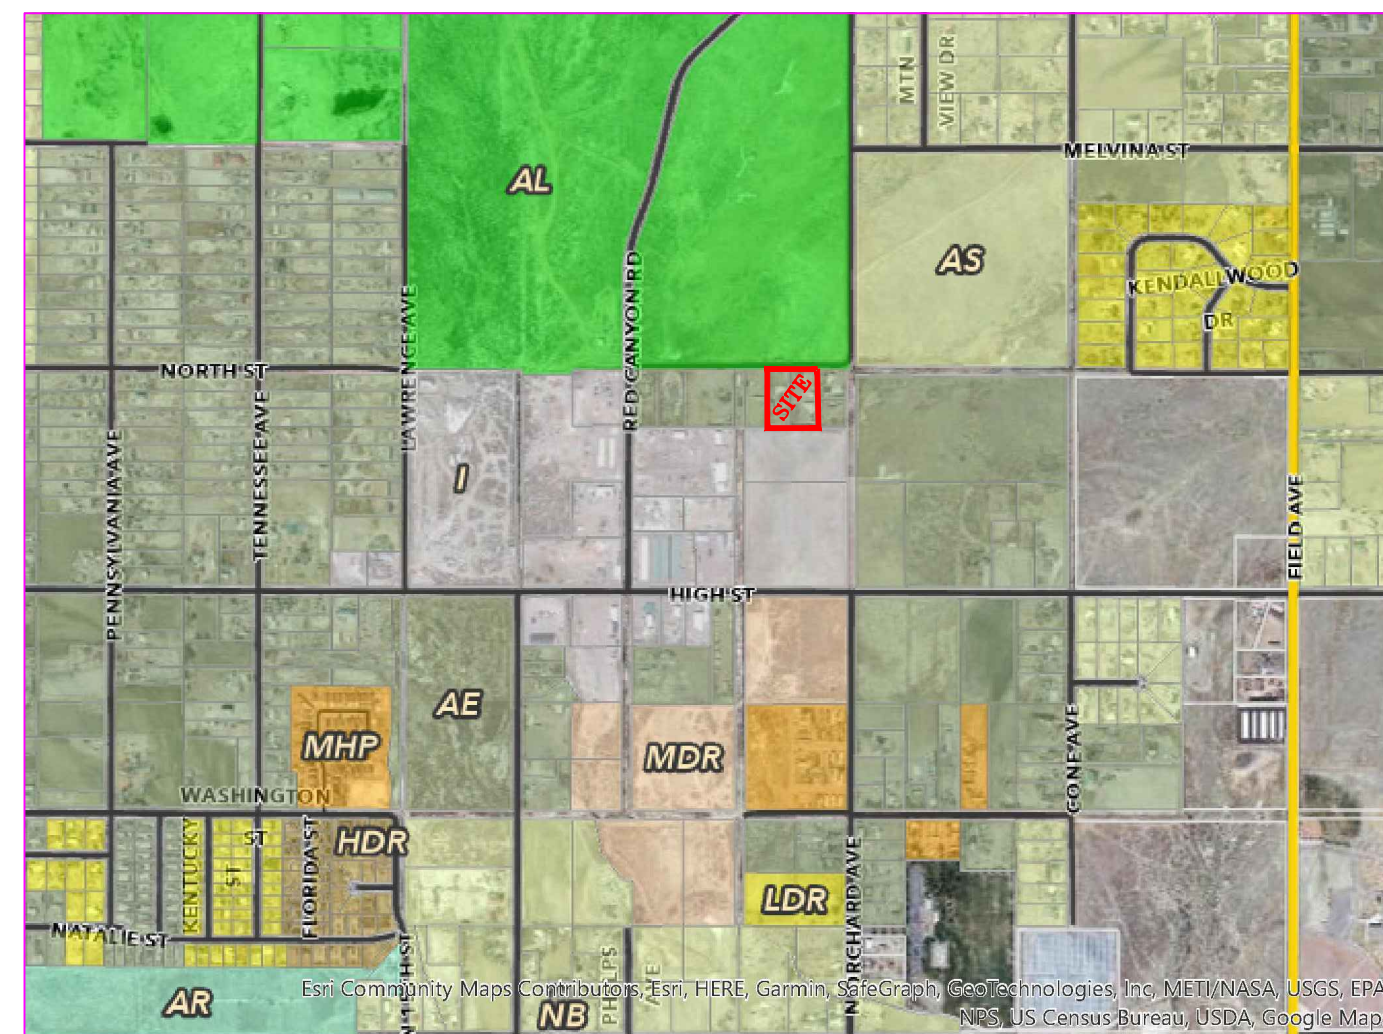 MTN
VIEW DR
MELVINA ST
AL
AS
KENDALLWOOD
DR
RED CANYON RD
LAWRENCE AVE
NORTH ST
SITE
TENNESSEE AVE
PENNSYLVANIA AVE
I
FIELD AVE
HIGH ST
AE
MHP
MDR
CONE AVE
WASHINGTON
ST
HDR
KENTUCKY
ST
FLORIDA ST
N ORCHARD AVE
LDR
NATALIE ST
PHELPS
AVE
AR
NB
Esri Community Maps Contributors, Esri, HERE, Garmin, SafeGraph, GeoTechnologies, Inc, METI/NASA, USGS, EPA
NPS, US Census Bureau, USDA, Google Map